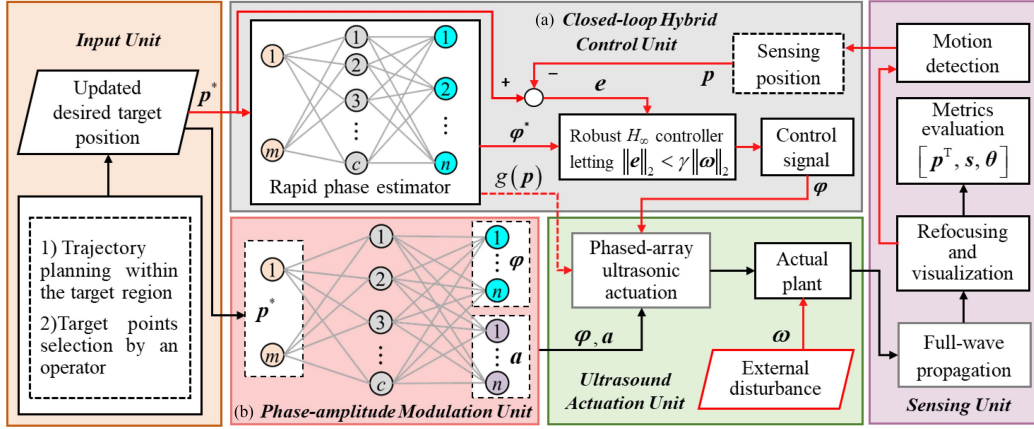 Input Unit
Updated
desired target
position
p*
1) Trajectory
planning within
the target region
2)Target points
selection by an
operator
(a) Closed-loop Hybrid
Control Unit
1
m
1
2
3
c
1
2
n
Rapid phase estimator
+
−
e
p
φ*
g(p)
Sensing
position
Robust H∞ controller
letting ‖e‖₂ < γ‖ω‖₂
Control
signal
φ
p*
1
m
1
2
3
c
1
φ
n
1
a
n
(b) Phase-amplitude Modulation Unit
Phased-array
ultrasonic
actuation
φ, a
Actual
plant
ω
External
disturbance
Ultrasound
Actuation Unit
Motion
detection
Metrics
evaluation
[pᵀ, s, θ]
Refocusing
and
visualization
Full-wave
propagation
Sensing Unit